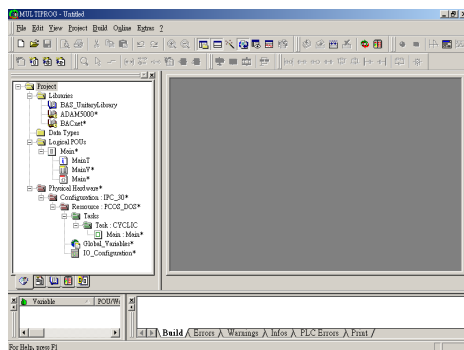 MULTIPROG - Untitled
File Edit View Project Build Online Extras ?
Project
Libraries
BAS_UnitaryLibrary
ADAM5000*
BACnet*
Data Types
Logical POUs
Main*
MainT
MainV*
Main*
Physical Hardware*
Configuration : IPC_30*
Ressource : PCOS_DOS*
Tasks
Task : CYCLIC
Main : Main*
Global_Variables*
IO_Configuration*
Variable POU/W
Build Errors Warnings Infos PLC Errors Print
For Help, press F1